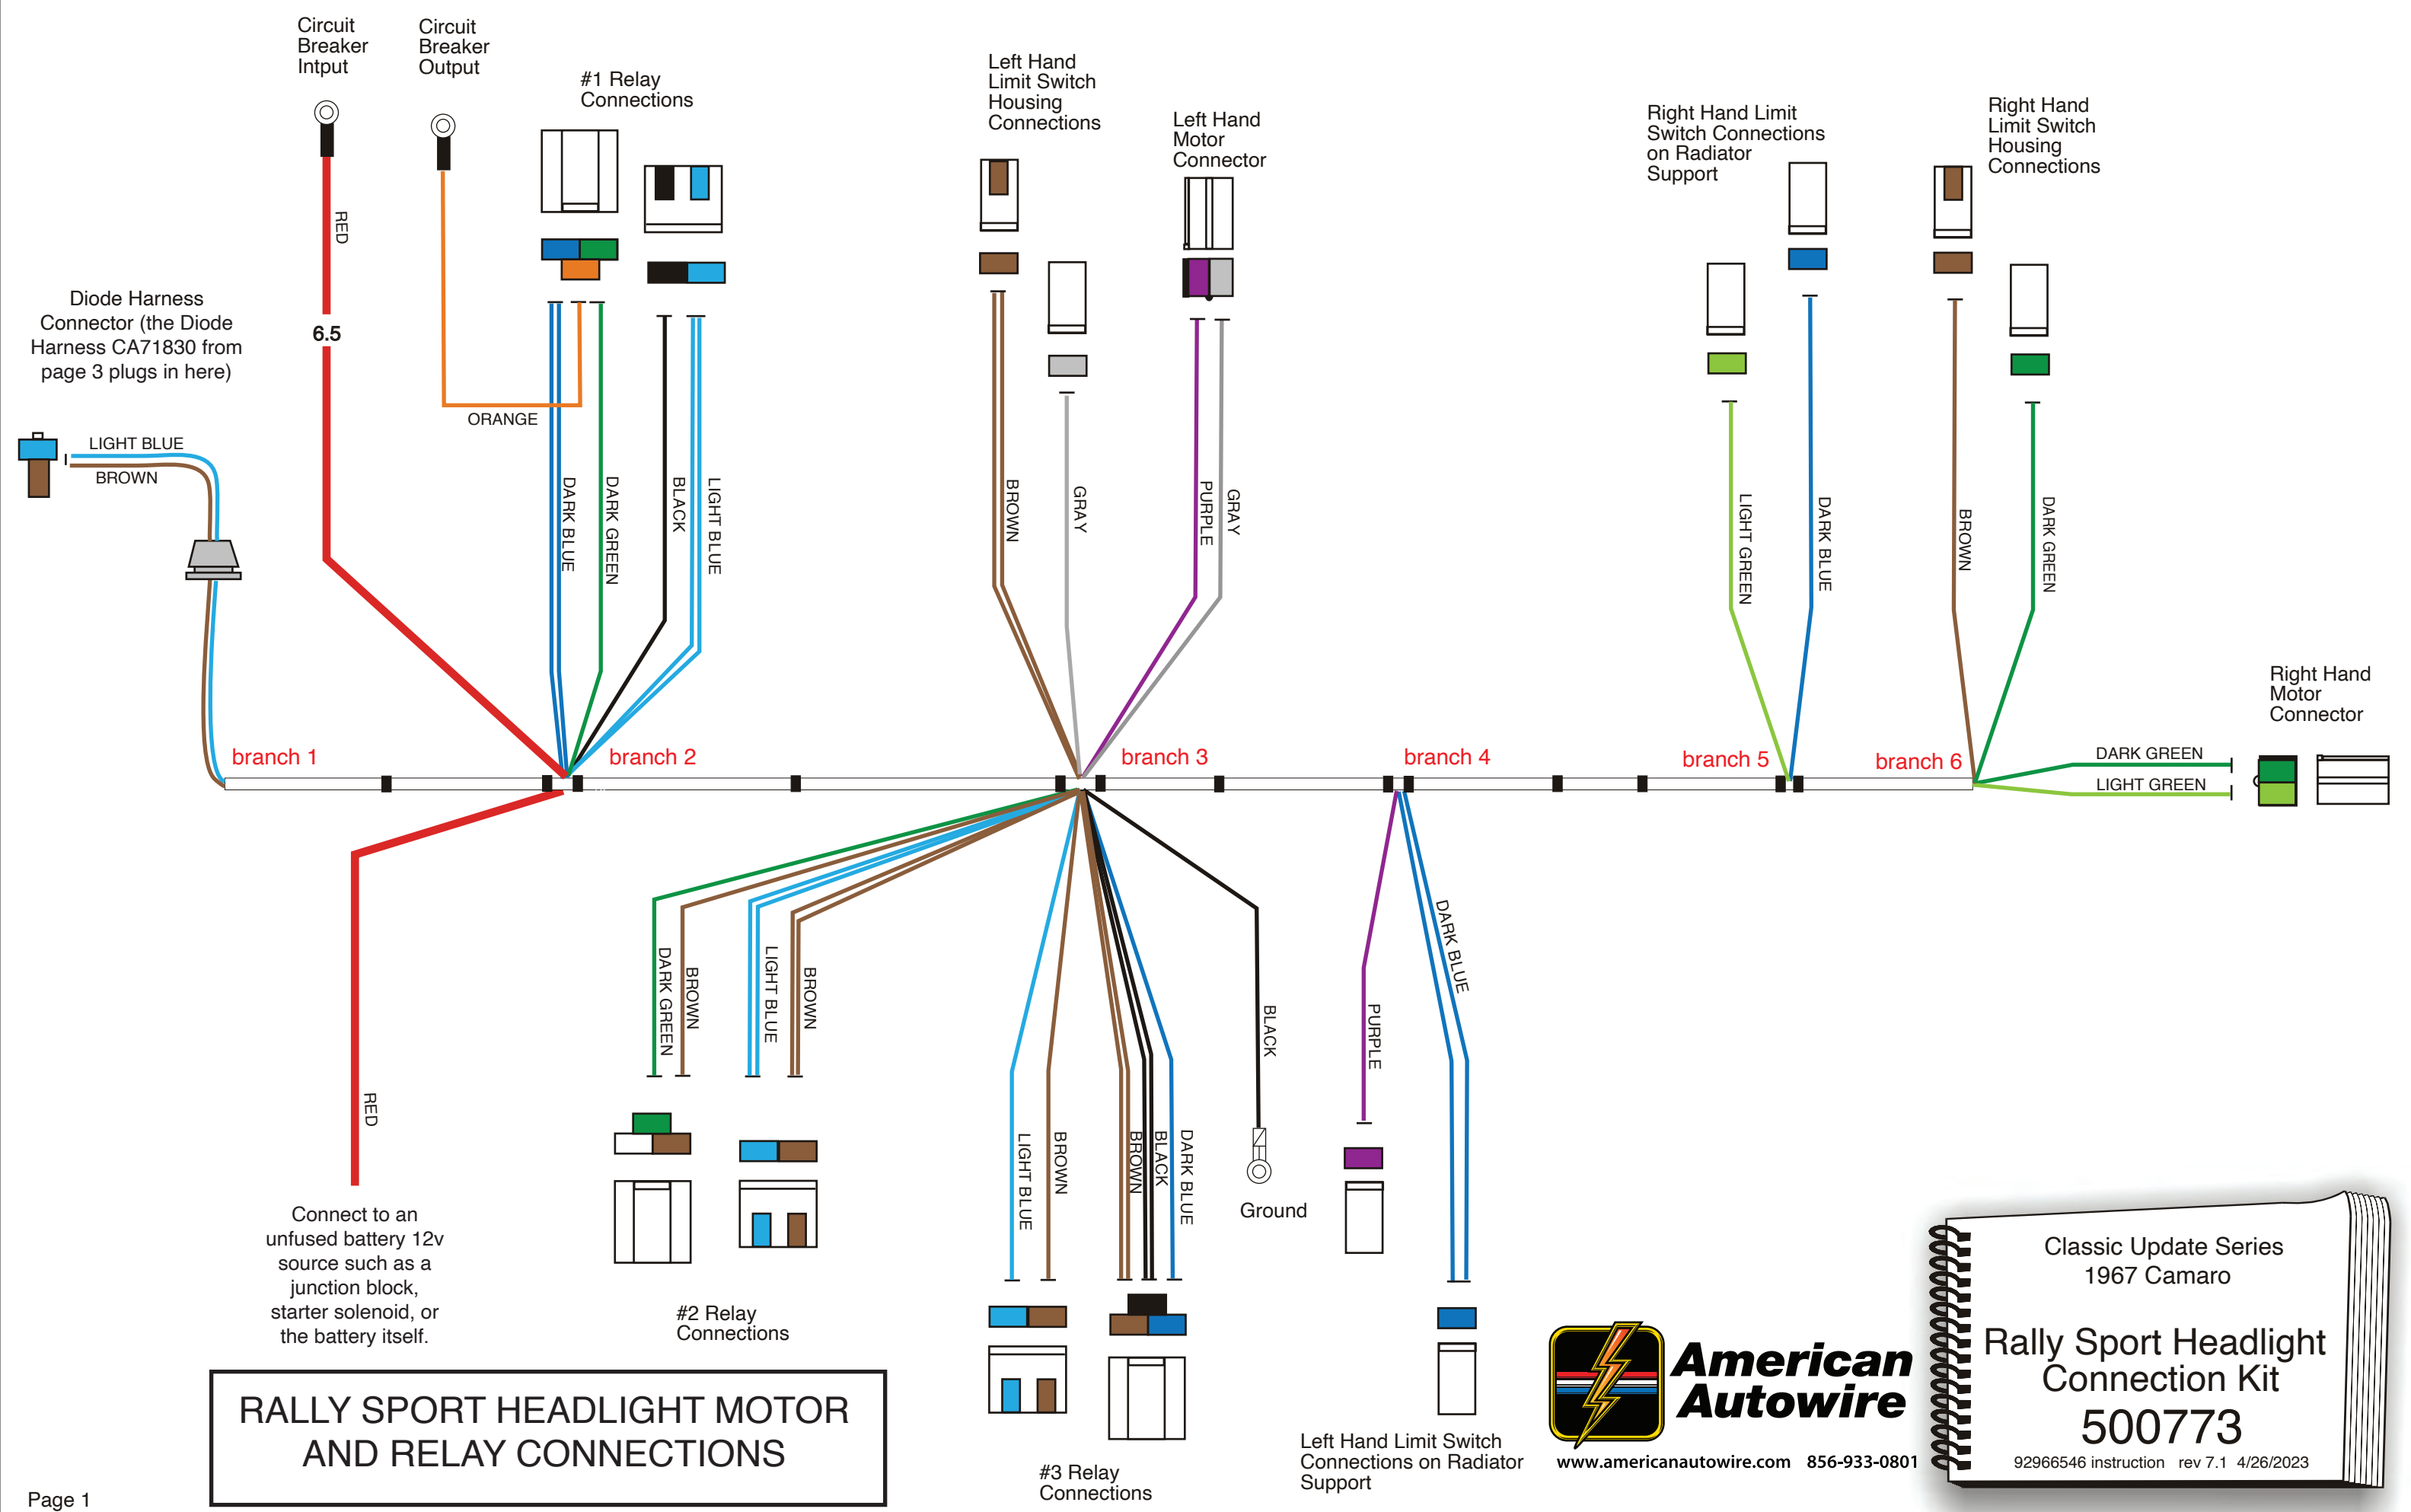 Circuit
Breaker
Intput
Circuit
Breaker
Output
#1 Relay
Connections
Left Hand
Limit Switch
Housing
Connections
Left Hand
Motor
Connector
Right Hand Limit
Switch Connections
on Radiator
Support
Right Hand
Limit Switch
Housing
Connections
RED
6.5
Diode Harness
Connector (the Diode
Harness CA71830 from
page 3 plugs in here)
LIGHT BLUE
BROWN
ORANGE
DARK BLUE
DARK GREEN
BLACK
LIGHT BLUE
BROWN
GRAY
PURPLE
GRAY
LIGHT GREEN
DARK BLUE
BROWN
DARK GREEN
Right Hand
Motor
Connector
branch 1
branch 2
branch 3
branch 4
branch 5
branch 6
DARK GREEN
LIGHT GREEN
RED
DARK GREEN
BROWN
LIGHT BLUE
BROWN
LIGHT BLUE
BROWN
BROWN
BLACK
DARK BLUE
BLACK
PURPLE
DARK BLUE
Ground
Connect to an
unfused battery 12v
source such as a
junction block,
starter solenoid, or
the battery itself.
#2 Relay
Connections
#3 Relay
Connections
Left Hand Limit Switch
Connections on Radiator
Support
RALLY SPORT HEADLIGHT MOTOR
AND RELAY CONNECTIONS
Page 1
American
Autowire
www.americanautowire.com 856-933-0801
Classic Update Series
1967 Camaro
Rally Sport Headlight
Connection Kit
500773
92966546 instruction rev 7.1 4/26/2023